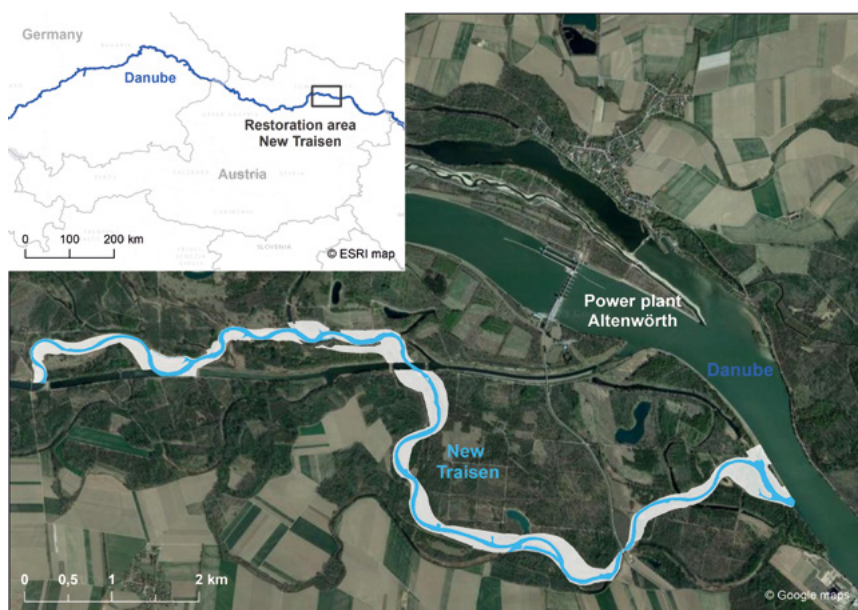 Germany
Danube
Restoration area
New Traisen
Austria
SLOVENIA
0 100 200 km
© ESRI map
Power plant
Altenwörth
Danube
New
Traisen
0 0,5 1 2 km
© Google maps